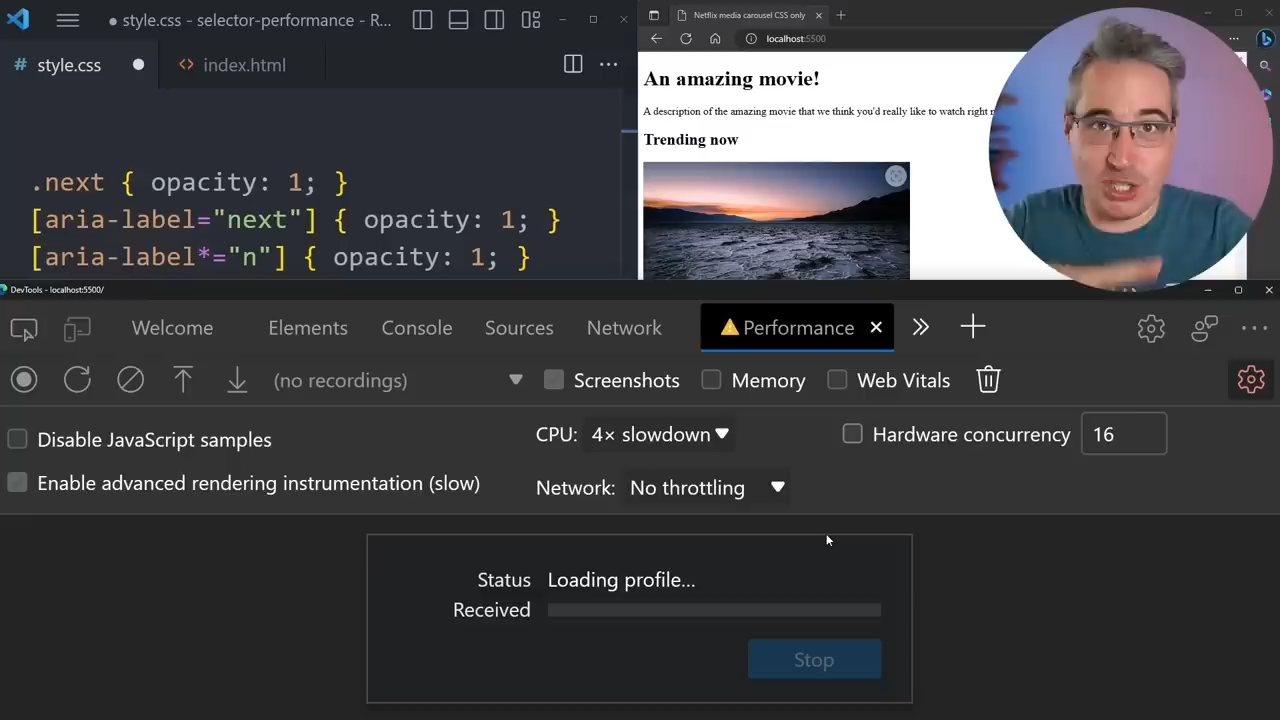 style.css - selector-performance - R...
# style.css
<> index.html
.next { opacity: 1; }
[aria-label="next"] { opacity: 1; }
[aria-label*="n"] { opacity: 1; }
Netflix media carousel CSS only
localhost:5500
An amazing movie!
A description of the amazing movie that we think you'd really like to watch right
Trending now
DevTools - localhost:5500/
Welcome
Elements
Console
Sources
Network
Performance
(no recordings)
Screenshots
Memory
Web Vitals
Disable JavaScript samples
CPU: 4× slowdown
Hardware concurrency 16
Enable advanced rendering instrumentation (slow)
Network: No throttling
Status Loading profile...
Received
Stop